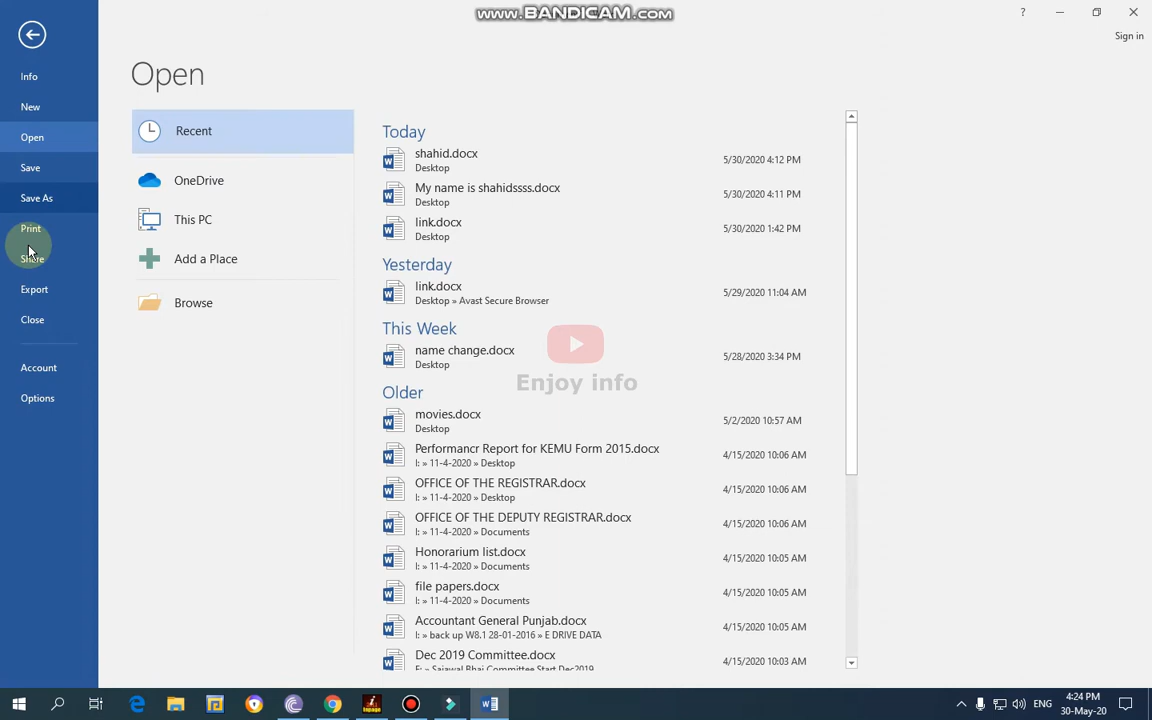 www.BANDICAM.com
?
Sign in
Info
New
Open
Save
Save As
Print
Share
Export
Close
Account
Options
Open
Recent
OneDrive
This PC
Add a Place
Browse
Today
shahid.docx
Desktop
5/30/2020 4:12 PM
My name is shahidssss.docx
Desktop
5/30/2020 4:11 PM
link.docx
Desktop
5/30/2020 1:42 PM
Yesterday
link.docx
Desktop » Avast Secure Browser
5/29/2020 11:04 AM
This Week
name change.docx
Desktop
5/28/2020 3:34 PM
Enjoy info
Older
movies.docx
Desktop
5/2/2020 10:57 AM
Performancr Report for KEMU Form 2015.docx
I: » 11-4-2020 » Desktop
4/15/2020 10:06 AM
OFFICE OF THE REGISTRAR.docx
I: » 11-4-2020 » Desktop
4/15/2020 10:06 AM
OFFICE OF THE DEPUTY REGISTRAR.docx
I: » 11-4-2020 » Documents
4/15/2020 10:06 AM
Honorarium list.docx
I: » 11-4-2020 » Documents
4/15/2020 10:05 AM
file papers.docx
I: » 11-4-2020 » Documents
4/15/2020 10:05 AM
Accountant General Punjab.docx
I: » back up W8.1 28-01-2016 » E DRIVE DATA
4/15/2020 10:05 AM
Dec 2019 Committee.docx
F: » Sajawal Bhai Committee Start Dec2019
4/15/2020 10:03 AM
Inpage
ENG
4:24 PM
30-May-20